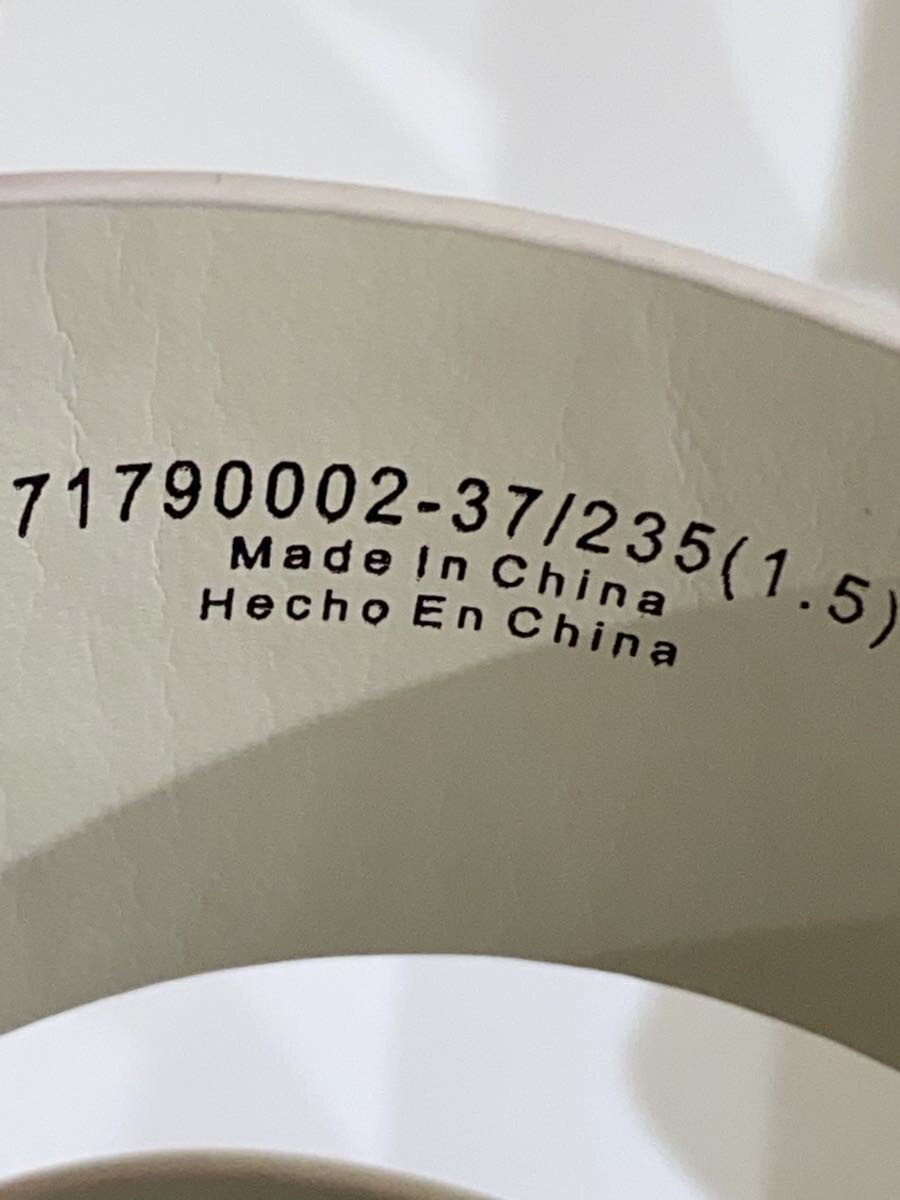 71790002-37/235(1.5)
Made In China
Hecho En China